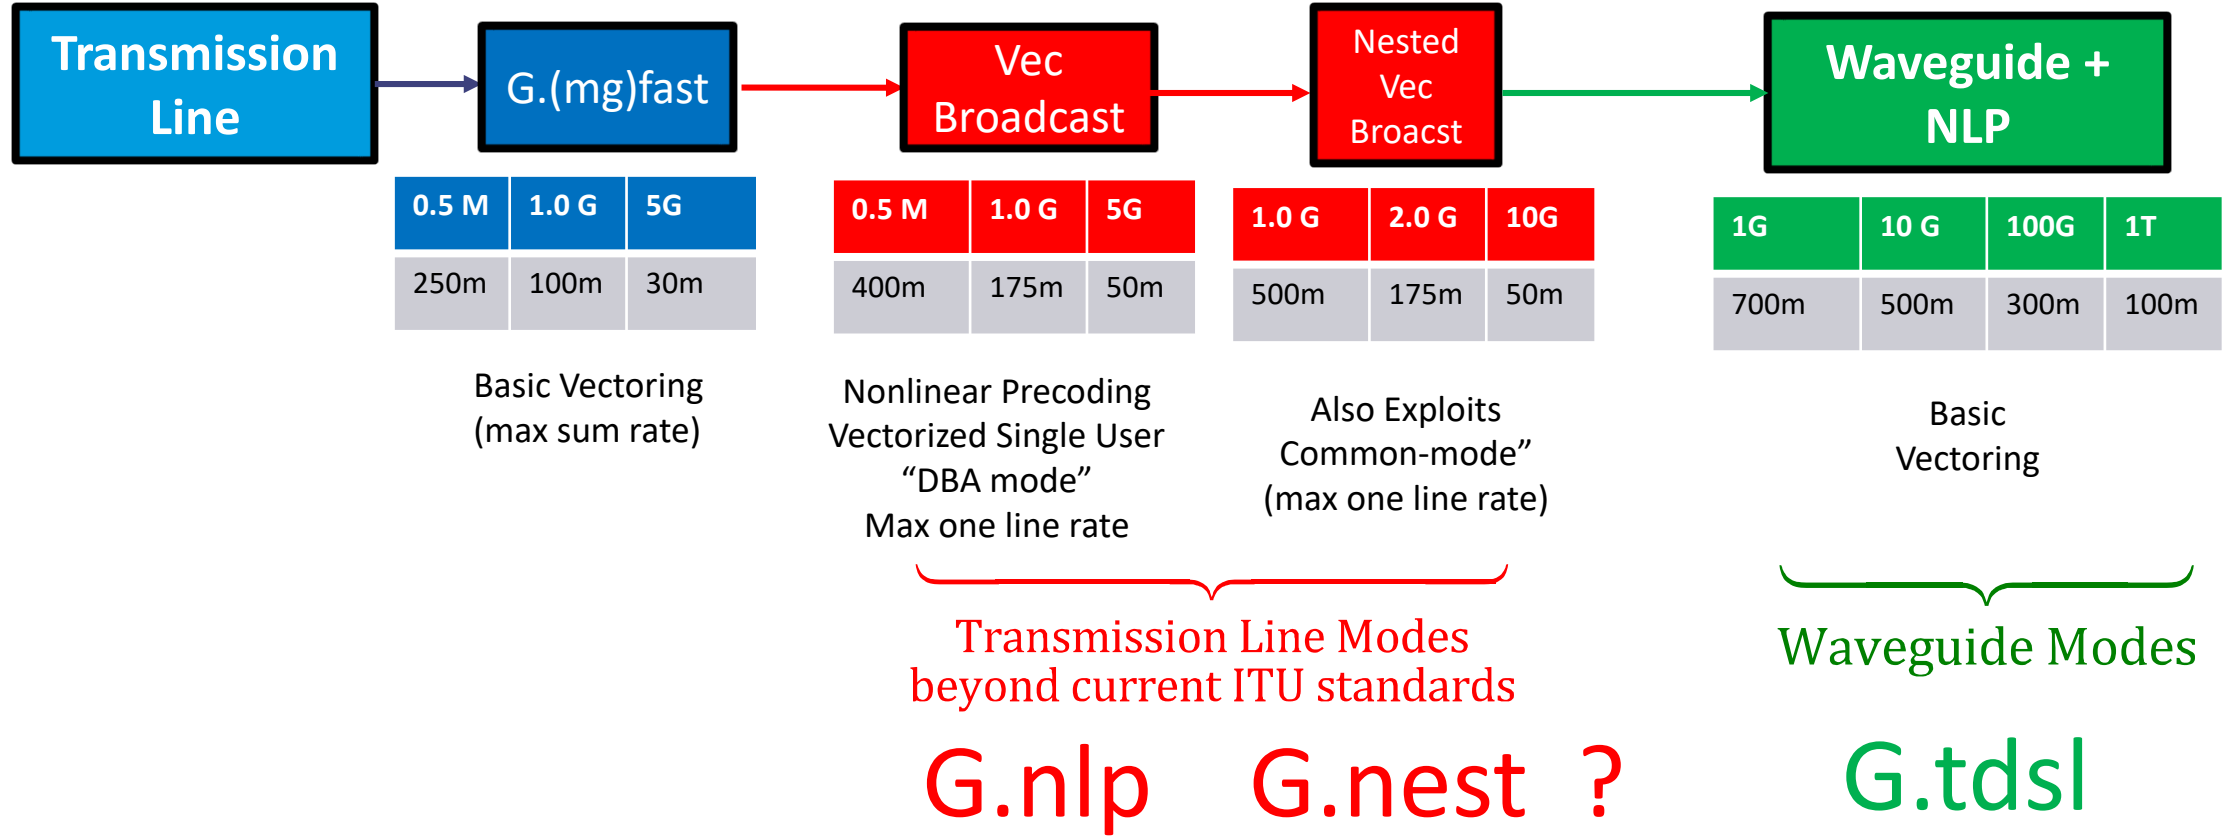 Transmission
Line
G.(mg)fast
Vec
Broadcast
Nested
Vec
Broacst
Waveguide +
NLP
0.5 M 1.0 G 5G
250m 100m 30m
0.5 M 1.0 G 5G
400m 175m 50m
1.0 G 2.0 G 10G
500m 175m 50m
1G 10 G 100G 1T
700m 500m 300m 100m
Basic Vectoring
(max sum rate)
Nonlinear Precoding
Vectorized Single User
“DBA mode”
Max one line rate
Also Exploits
Common-mode”
(max one line rate)
Basic
Vectoring
Transmission Line Modes
beyond current ITU standards
Waveguide Modes
G.nlp G.nest ?
G.tdsl